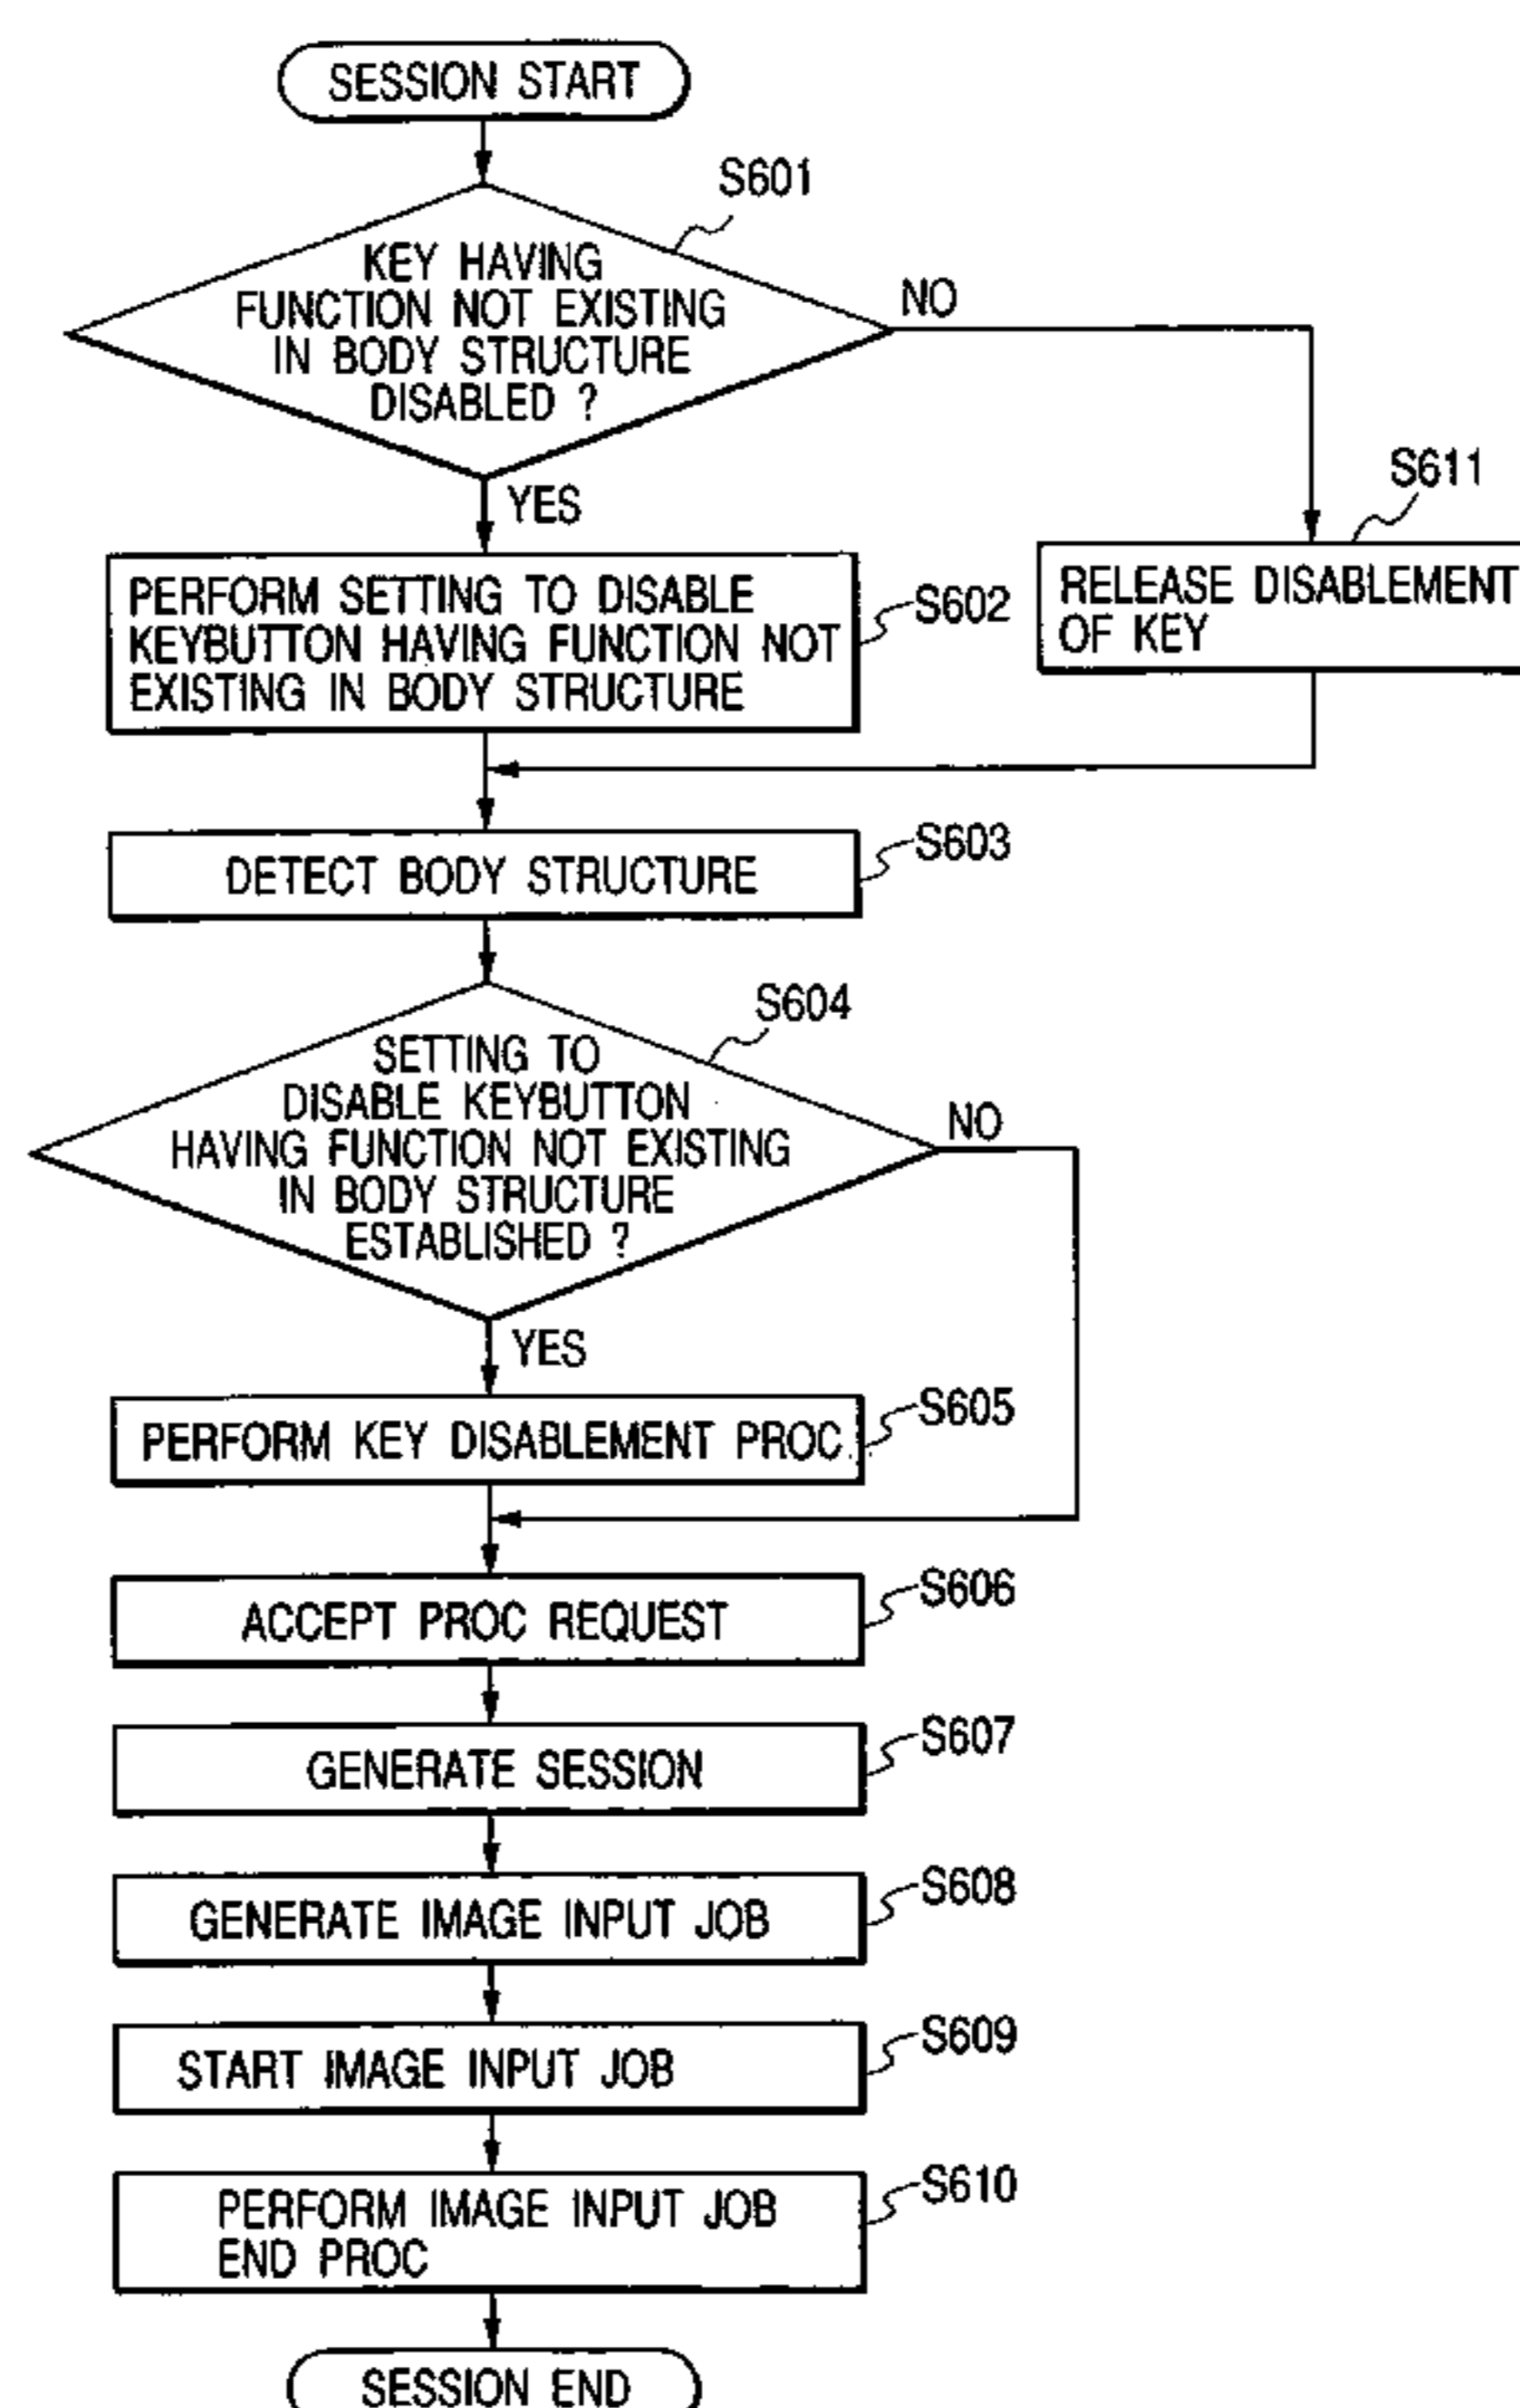 SESSION START
S601
KEY HAVING
FUNCTION NOT EXISTING
IN BODY STRUCTURE
DISABLED ?
NO
YES
S611
RELEASE DISABLEMENT
OF KEY
PERFORM SETTING TO DISABLE
KEYBUTTON HAVING FUNCTION NOT
EXISTING IN BODY STRUCTURE
S602
DETECT BODY STRUCTURE
S603
S604
SETTING TO
DISABLE KEYBUTTON
HAVING FUNCTION NOT EXISTING
IN BODY STRUCTURE
ESTABLISHED ?
NO
YES
PERFORM KEY DISABLEMENT PROC
S605
ACCEPT PROC REQUEST
S606
GENERATE SESSION
S607
GENERATE IMAGE INPUT JOB
S608
START IMAGE INPUT JOB
S609
PERFORM IMAGE INPUT JOB
END PROC
S610
SESSION END